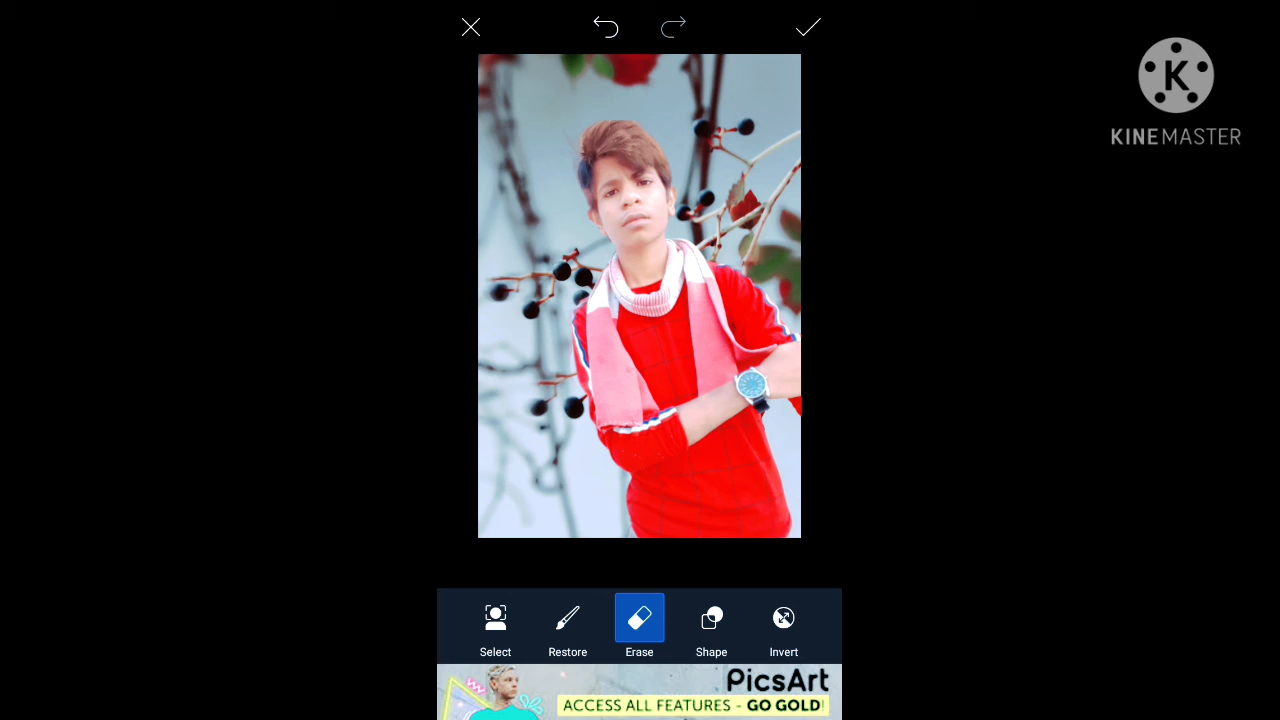 KINEMASTER
Select
Restore
Erase
Shape
Invert
PicsArt
ACCESS ALL FEATURES - GO GOLD!